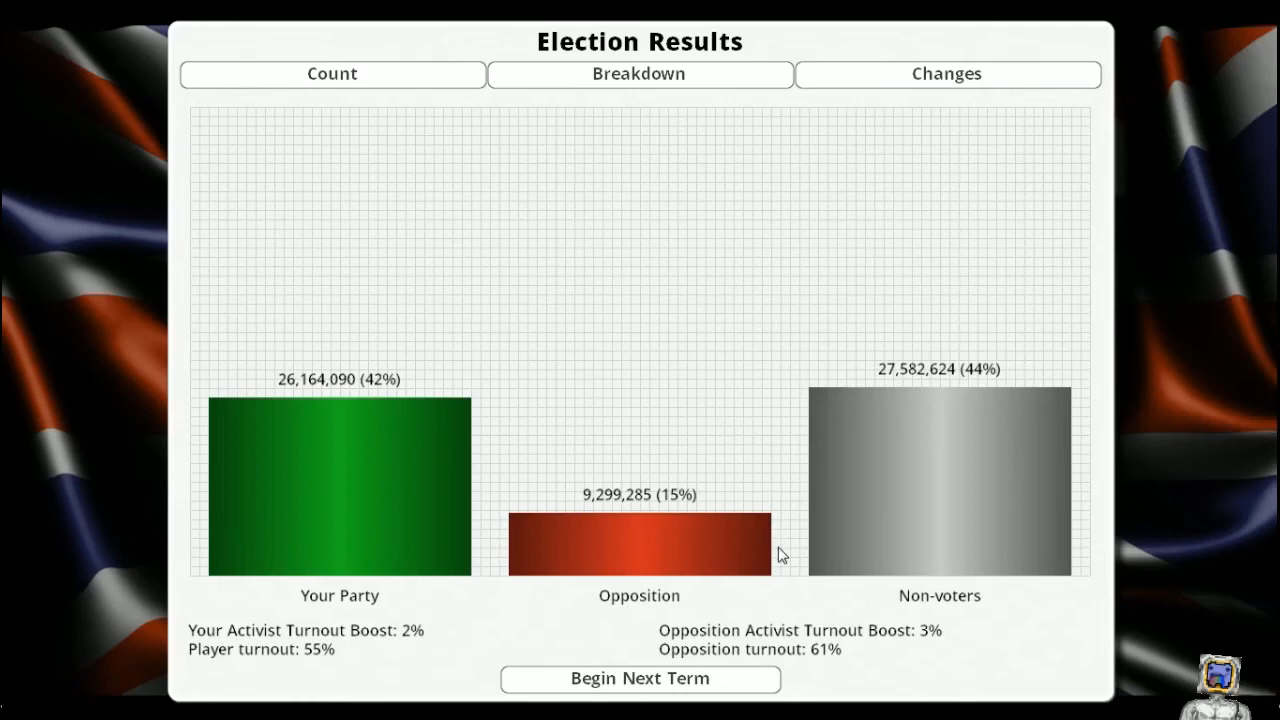 Election Results
Count
Breakdown
Changes
27,582,624 (44%)
26,164,090 (42%)
9,299,285 (15%)
Your Party
Opposition
Non-voters
Your Activist Turnout Boost: 2%
Opposition Activist Turnout Boost: 3%
Player turnout: 55%
Opposition turnout: 61%
Begin Next Term